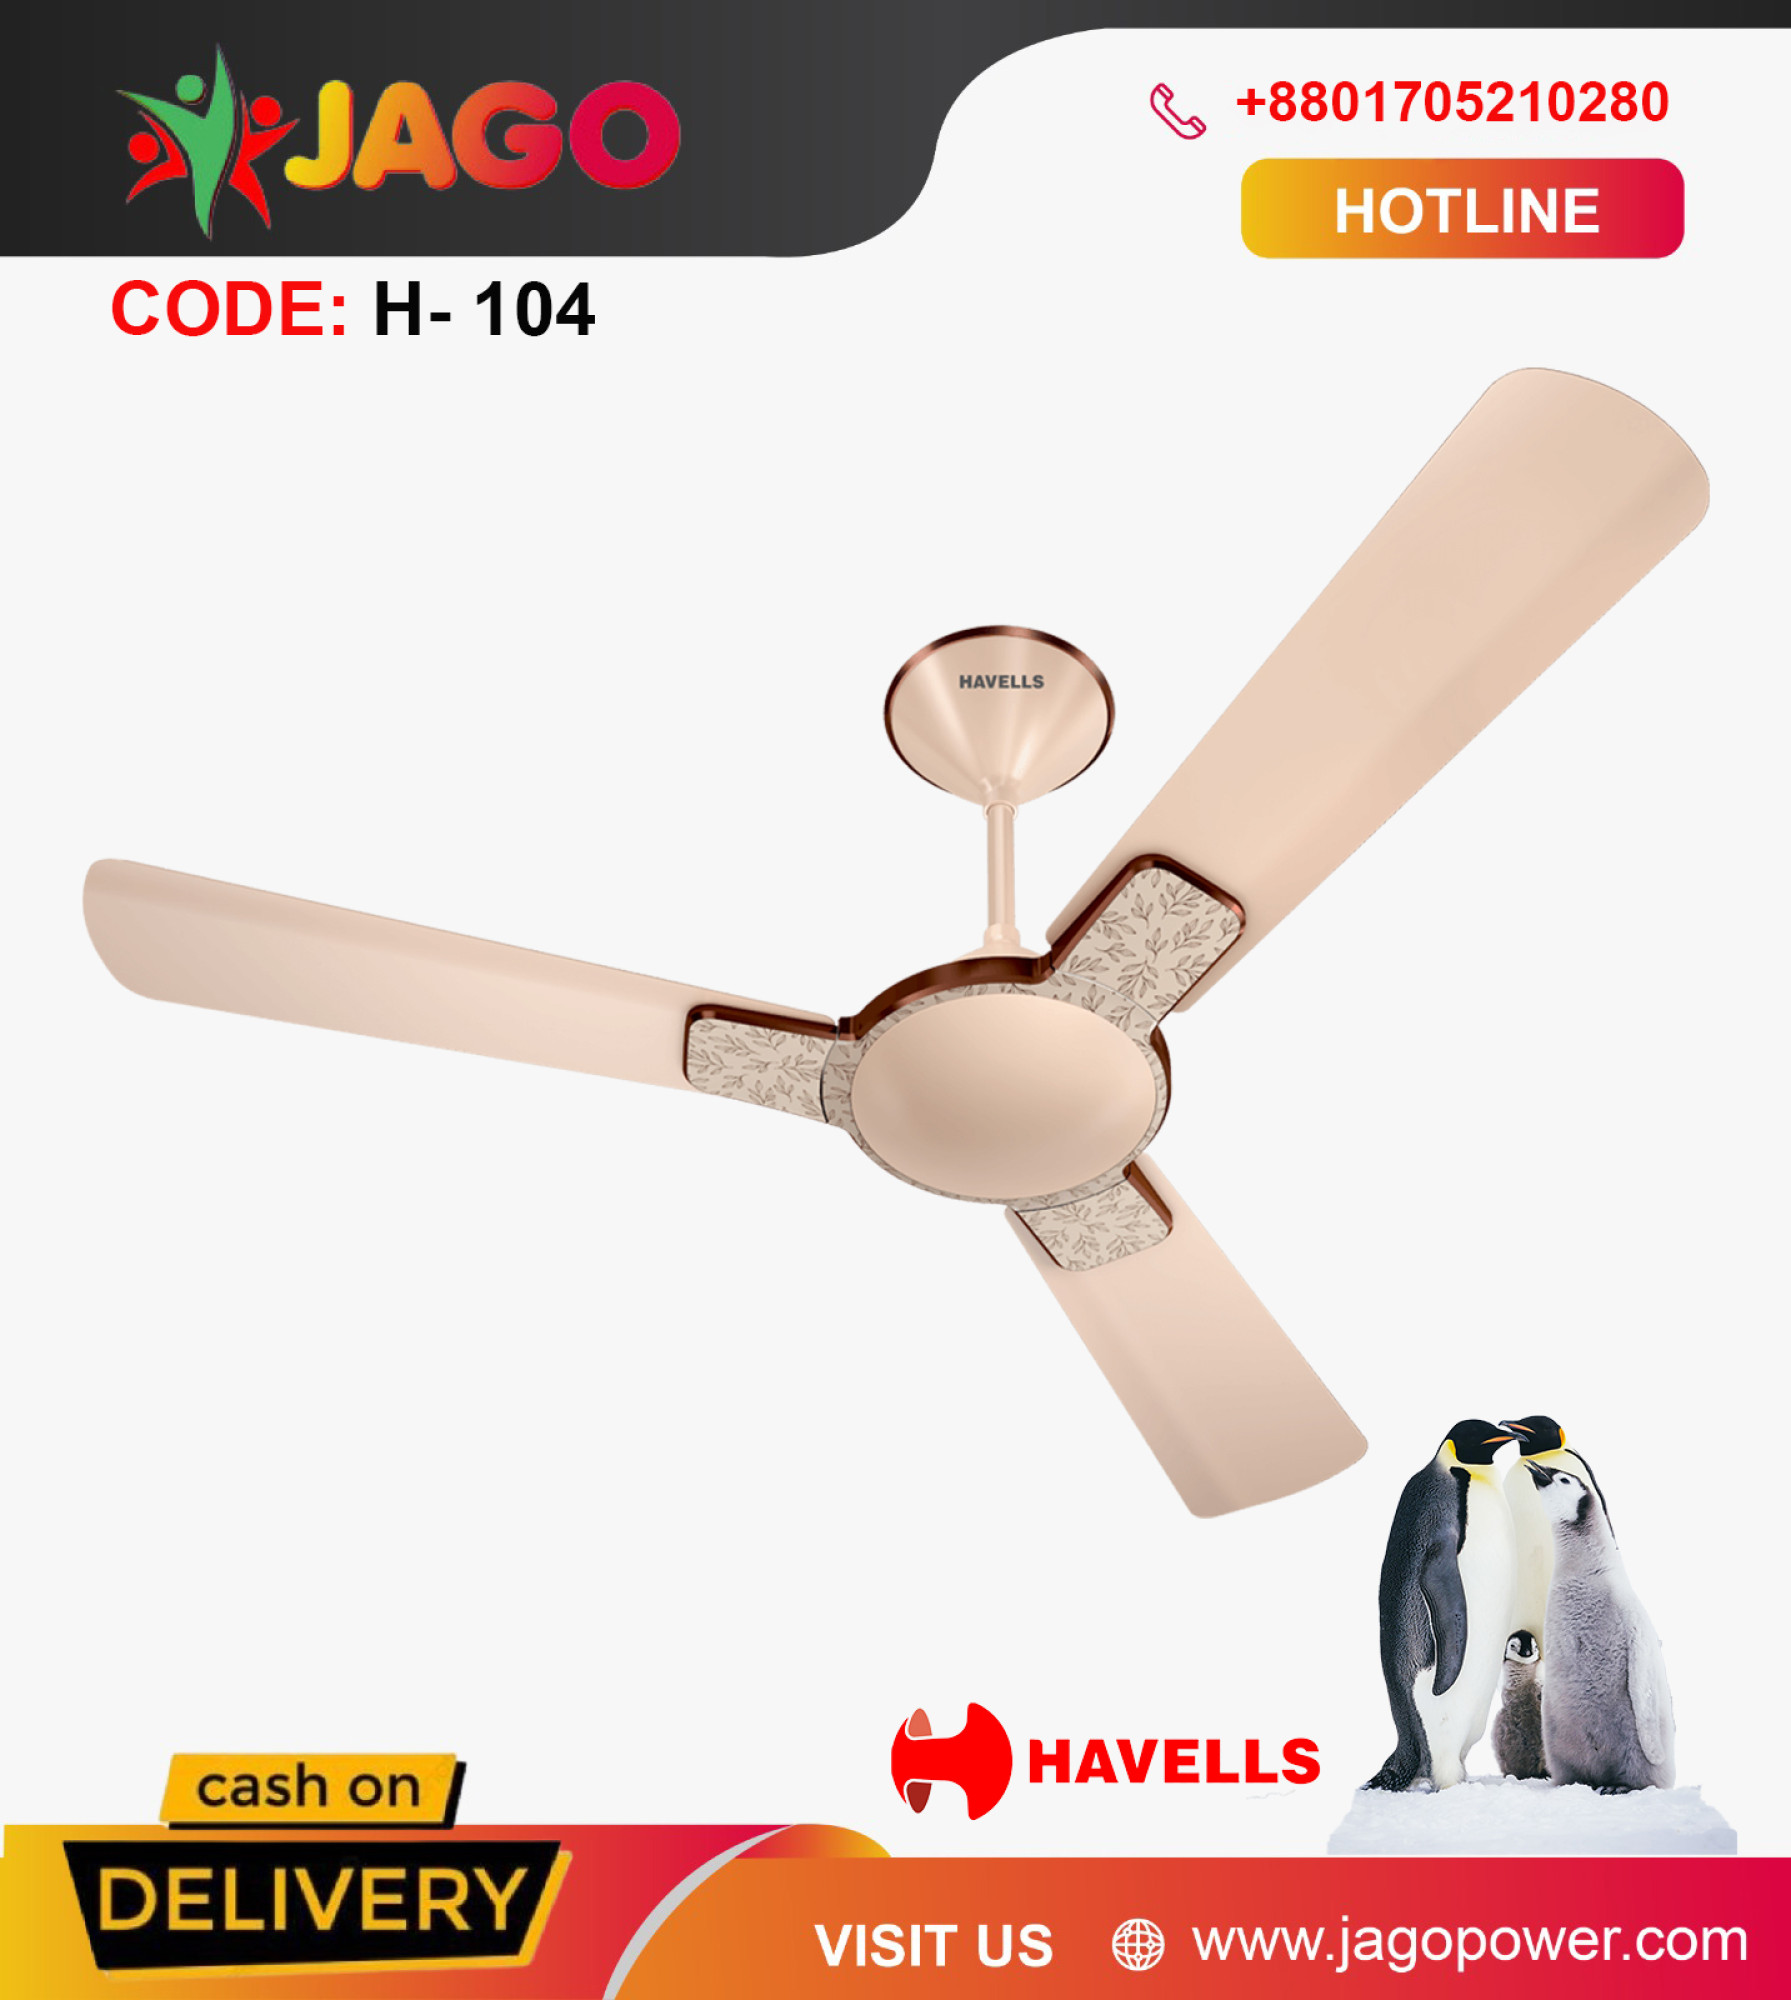 JAGO
+8801705210280
HOTLINE
CODE: H- 104
HAVELLS
HAVELLS
cash on
DELIVERY
VISIT US www.jagopower.com